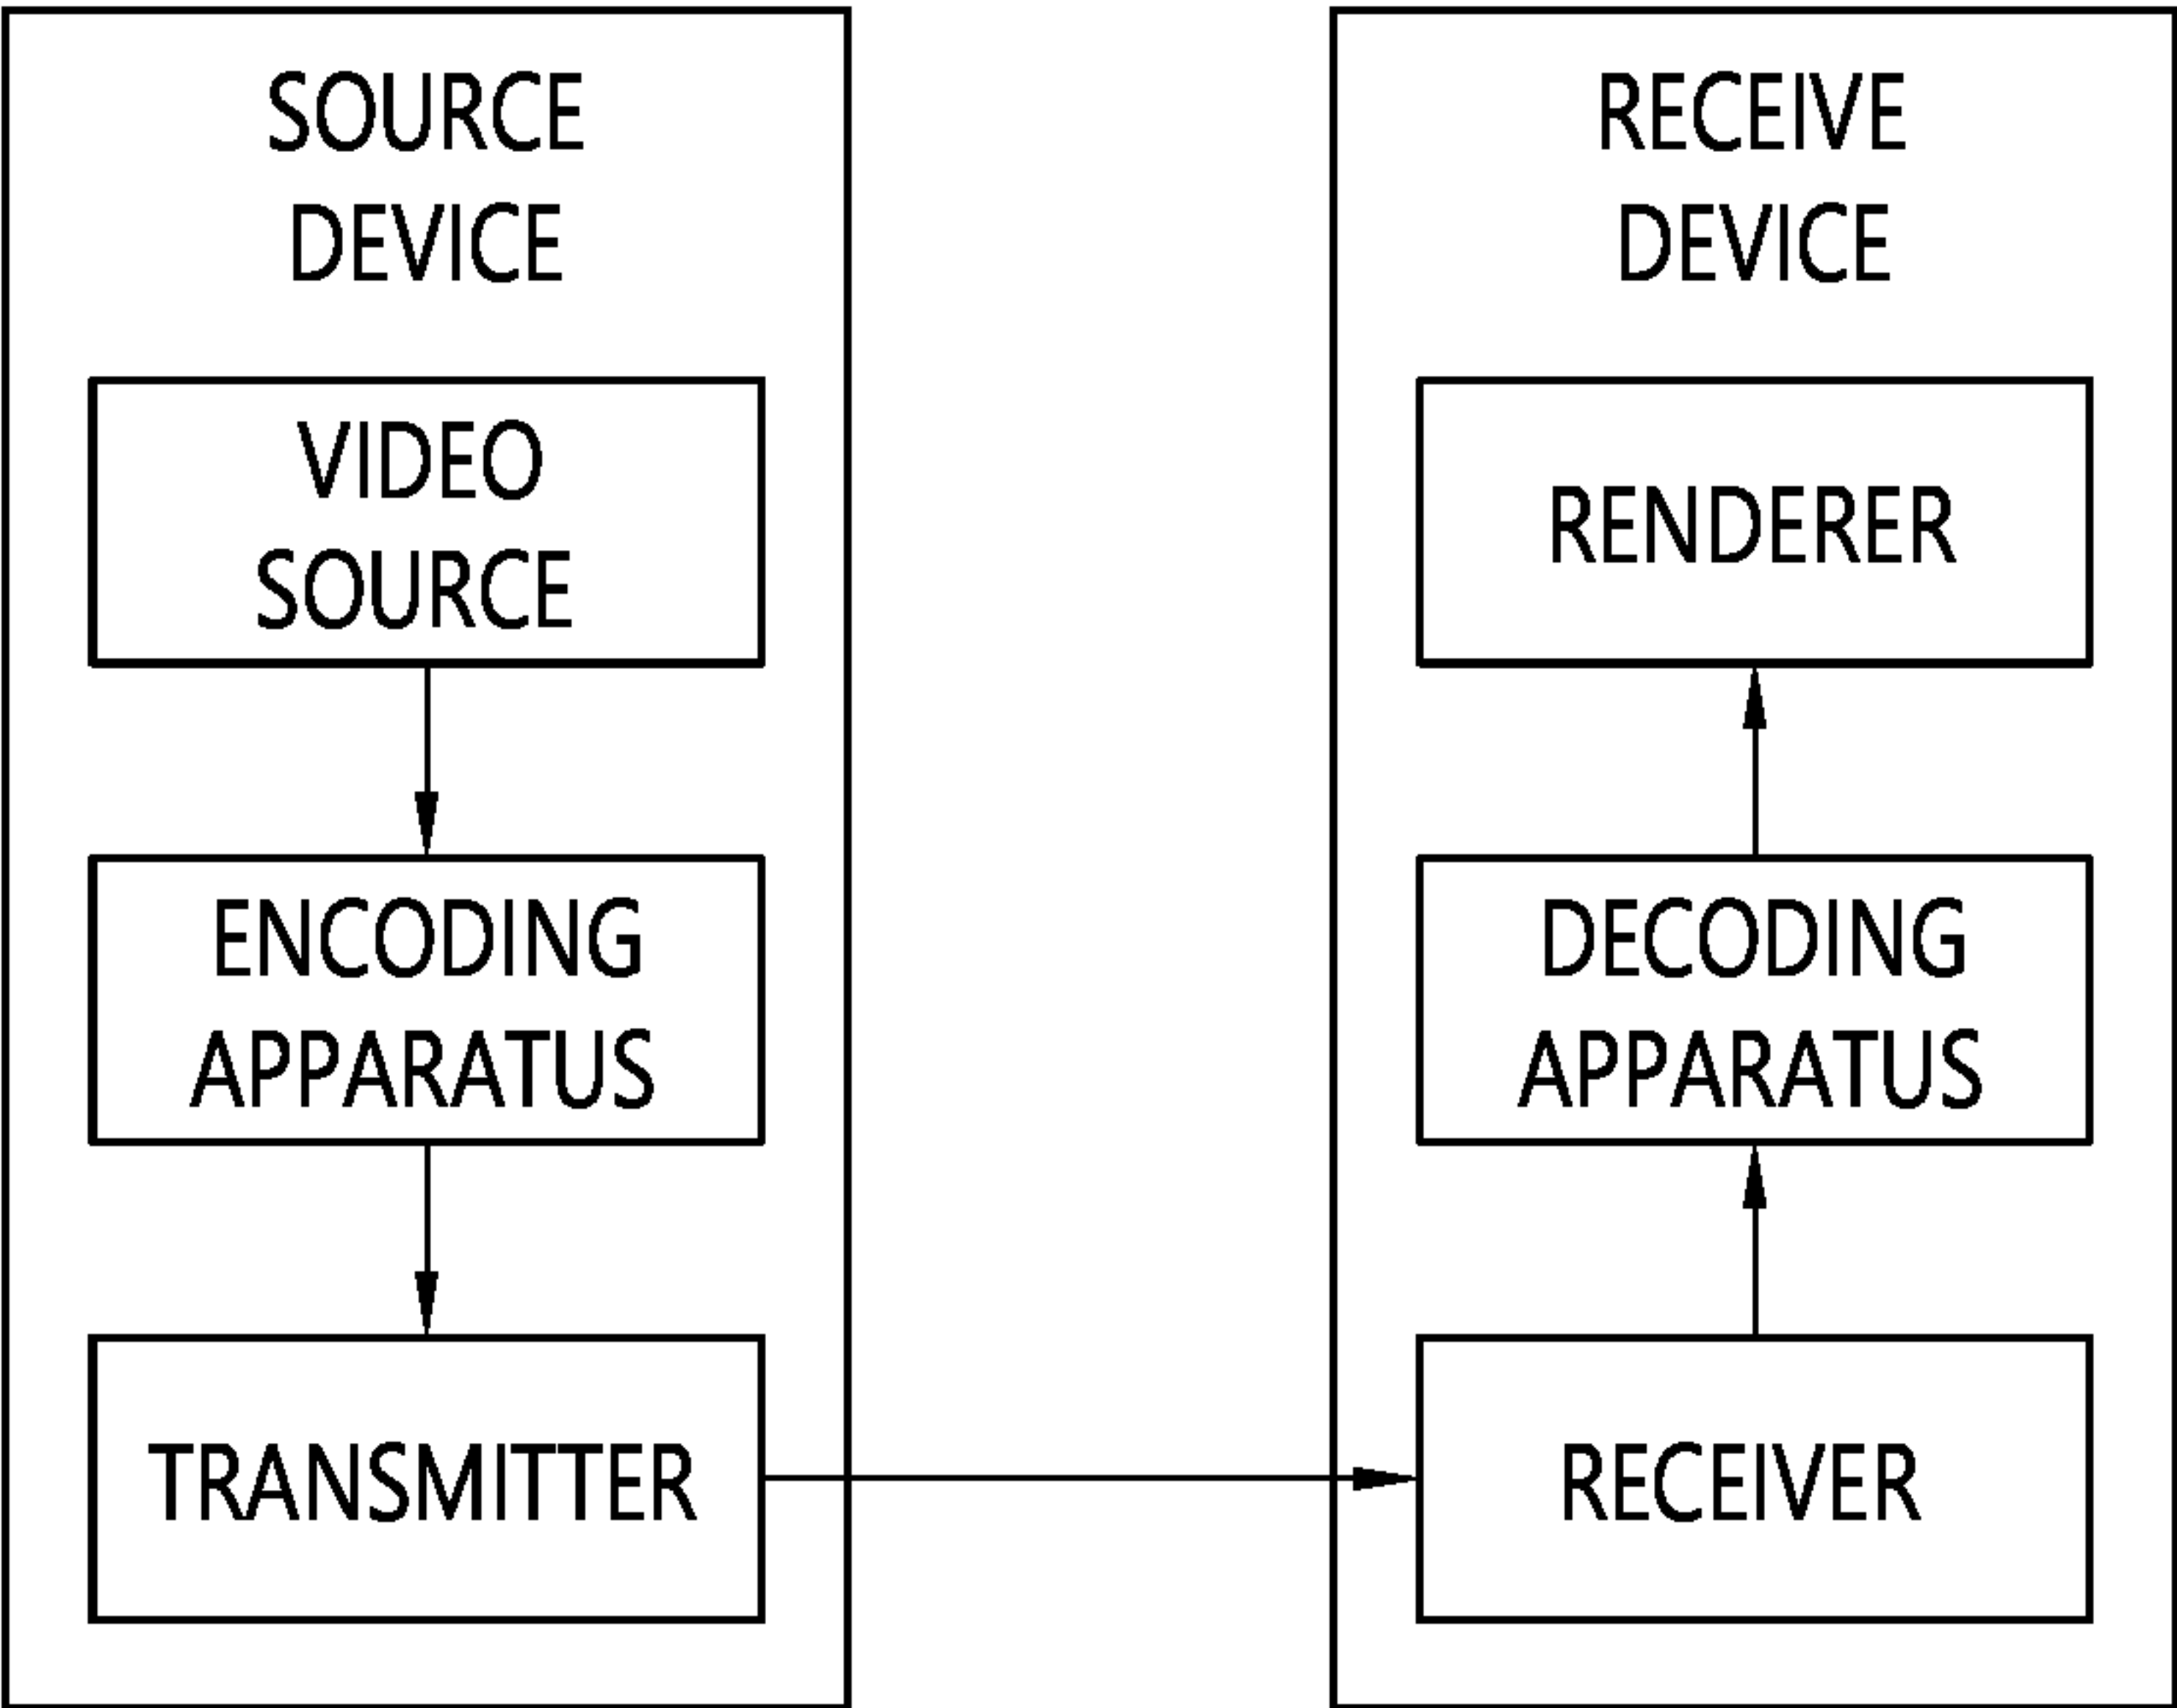 SOURCE
DEVICE
VIDEO
SOURCE
ENCODING
APPARATUS
TRANSMITTER
RECEIVE
DEVICE
RENDERER
DECODING
APPARATUS
RECEIVER